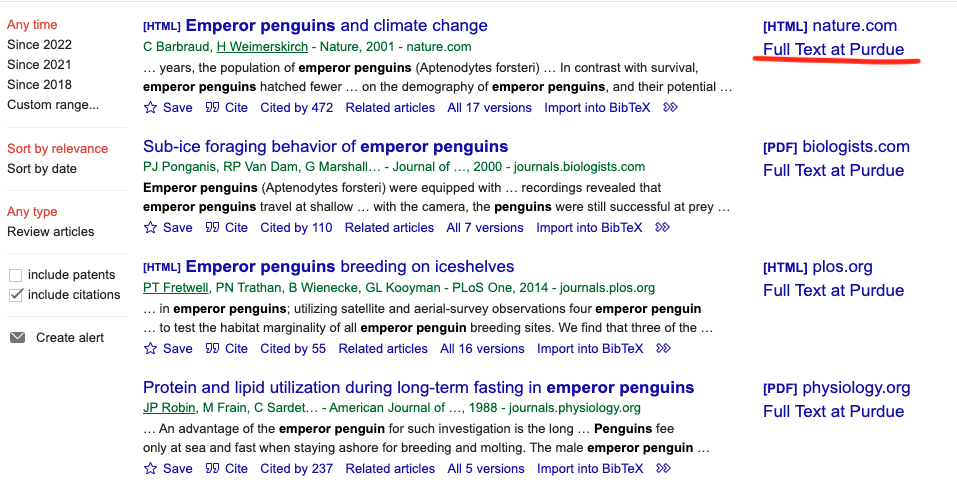 Any time
Since 2022
Since 2021
Since 2018
Custom range...
Sort by relevance
Sort by date
Any type
Review articles
include patents
include citations
Create alert
[HTML] Emperor penguins and climate change
C Barbraud, H Weimerskirch - Nature, 2001 - nature.com
… years, the population of emperor penguins (Aptenodytes forsteri) … In contrast with survival,
emperor penguins hatched fewer … on the demography of emperor penguins, and their potential …
Save Cite Cited by 472 Related articles All 17 versions Import into BibTeX
[HTML] nature.com
Full Text at Purdue
Sub-ice foraging behavior of emperor penguins
PJ Ponganis, RP Van Dam, G Marshall… - Journal of …, 2000 - journals.biologists.com
Emperor penguins (Aptenodytes forsteri) were equipped with … recordings revealed that
emperor penguins travel at shallow … with the camera, the penguins were still successful at prey …
Save Cite Cited by 110 Related articles All 7 versions Import into BibTeX
[PDF] biologists.com
Full Text at Purdue
[HTML] Emperor penguins breeding on iceshelves
PT Fretwell, PN Trathan, B Wienecke, GL Kooyman - PLoS One, 2014 - journals.plos.org
… in emperor penguins; utilizing satellite and aerial-survey observations four emperor penguin
… to test the habitat marginality of all emperor penguin breeding sites. We find that three of the …
Save Cite Cited by 55 Related articles All 16 versions Import into BibTeX
[HTML] plos.org
Full Text at Purdue
Protein and lipid utilization during long-term fasting in emperor penguins
JP Robin, M Frain, C Sardet… - American Journal of …, 1988 - journals.physiology.org
… An advantage of the emperor penguin for such investigation is the long … Penguins fee
only at sea and fast when staying ashore for breeding and molting. The male emperor penguin …
Save Cite Cited by 237 Related articles All 5 versions Import into BibTeX
[PDF] physiology.org
Full Text at Purdue